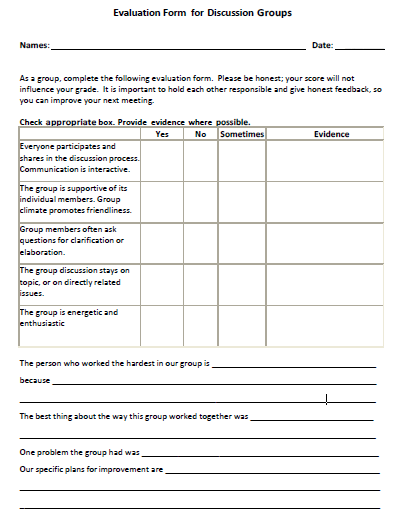 Evaluation Form for Discussion Groups
Names: Date:
As a group, complete the following evaluation form. Please be honest; your score will not
influence your grade. It is important to hold each other responsible and give honest feedback, so
you can improve your next meeting.
Check appropriate box. Provide evidence where possible.
Yes No Sometimes Evidence
Everyone participates and
shares in the discussion process.
Communication is interactive.
The group is supportive of its
individual members. Group
climate promotes friendliness.
Group members often ask
questions for clarification or
elaboration.
The group discussion stays on
topic, or on directly related
issues.
The group is energetic and
enthusiastic
The person who worked the hardest in our group is
because
The best thing about the way this group worked together was
One problem the group had was
Our specific plans for improvement are